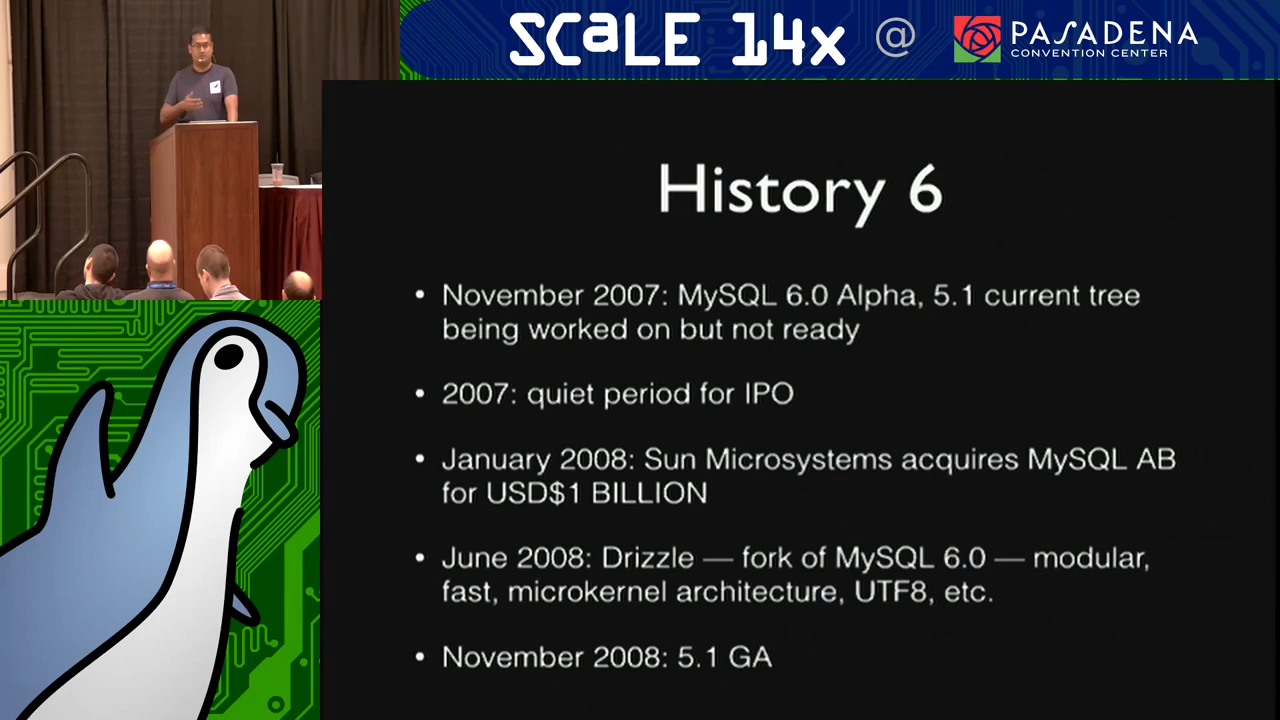 SCaLE 14x @ PASADENA
CONVENTION CENTER
History 6
• November 2007: MySQL 6.0 Alpha, 5.1 current tree
being worked on but not ready
• 2007: quiet period for IPO
• January 2008: Sun Microsystems acquires MySQL AB
for USD$1 BILLION
• June 2008: Drizzle — fork of MySQL 6.0 — modular,
fast, microkernel architecture, UTF8, etc.
• November 2008: 5.1 GA